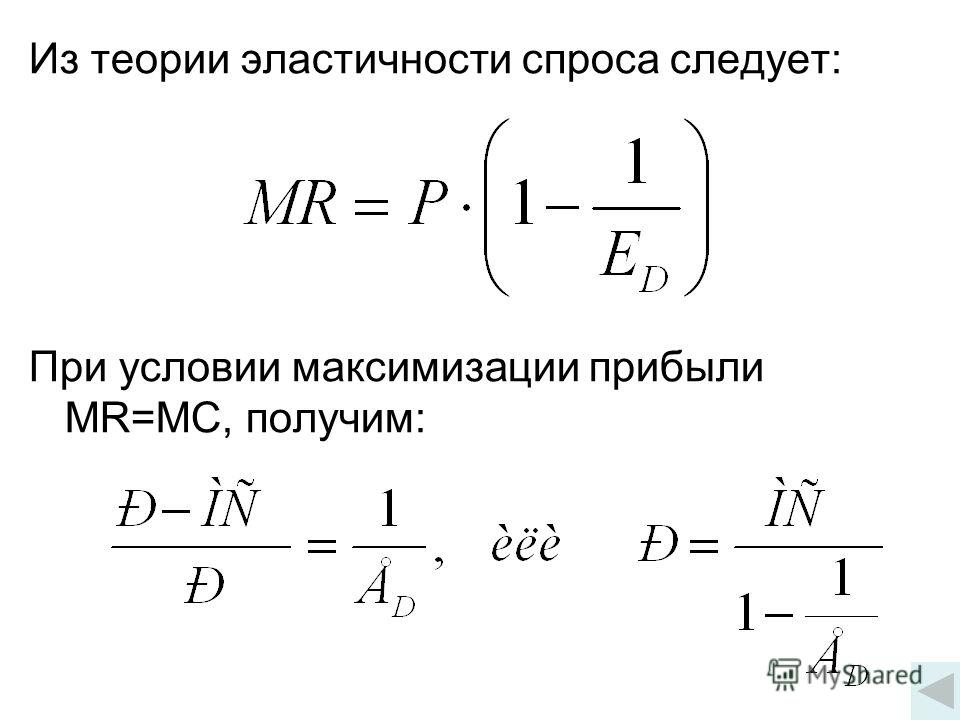 Из теории эластичности спроса следует:
MR = P · (1 − 1/E_D)
При условии максимизации прибыли
MR=MC, получим:
(Ð − ÌÑ)/Ð = 1/Å_D, èëè Ð = ÌÑ/(1 − 1/Å_D)
MyShared